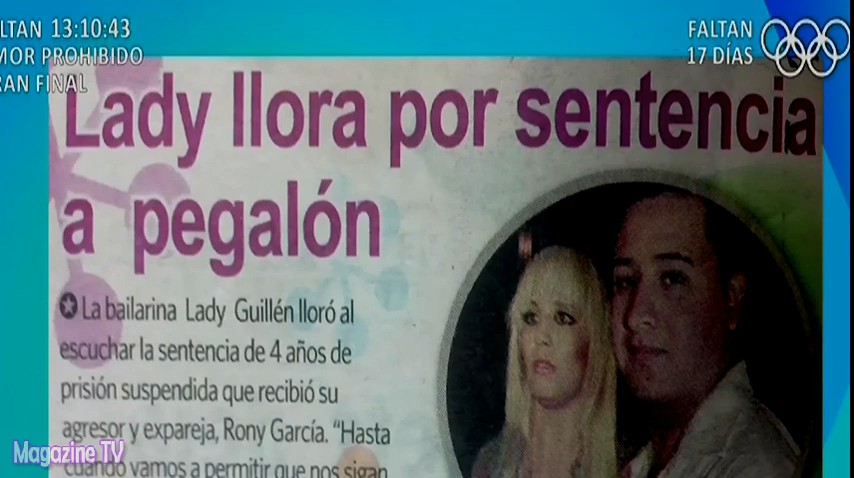 LTAN 13:10:43
MOR PROHIBIDO
RAN FINAL
FALTAN
17 DÍAS
Lady llora por sentencia
a pegalón
La bailarina Lady Guillén lloró al
escuchar la sentencia de 4 años de
prisión suspendida que recibió su
agresor y expareja, Rony García. “Hasta
cuándo vamos a permitir que nos sigan
Magazine TV